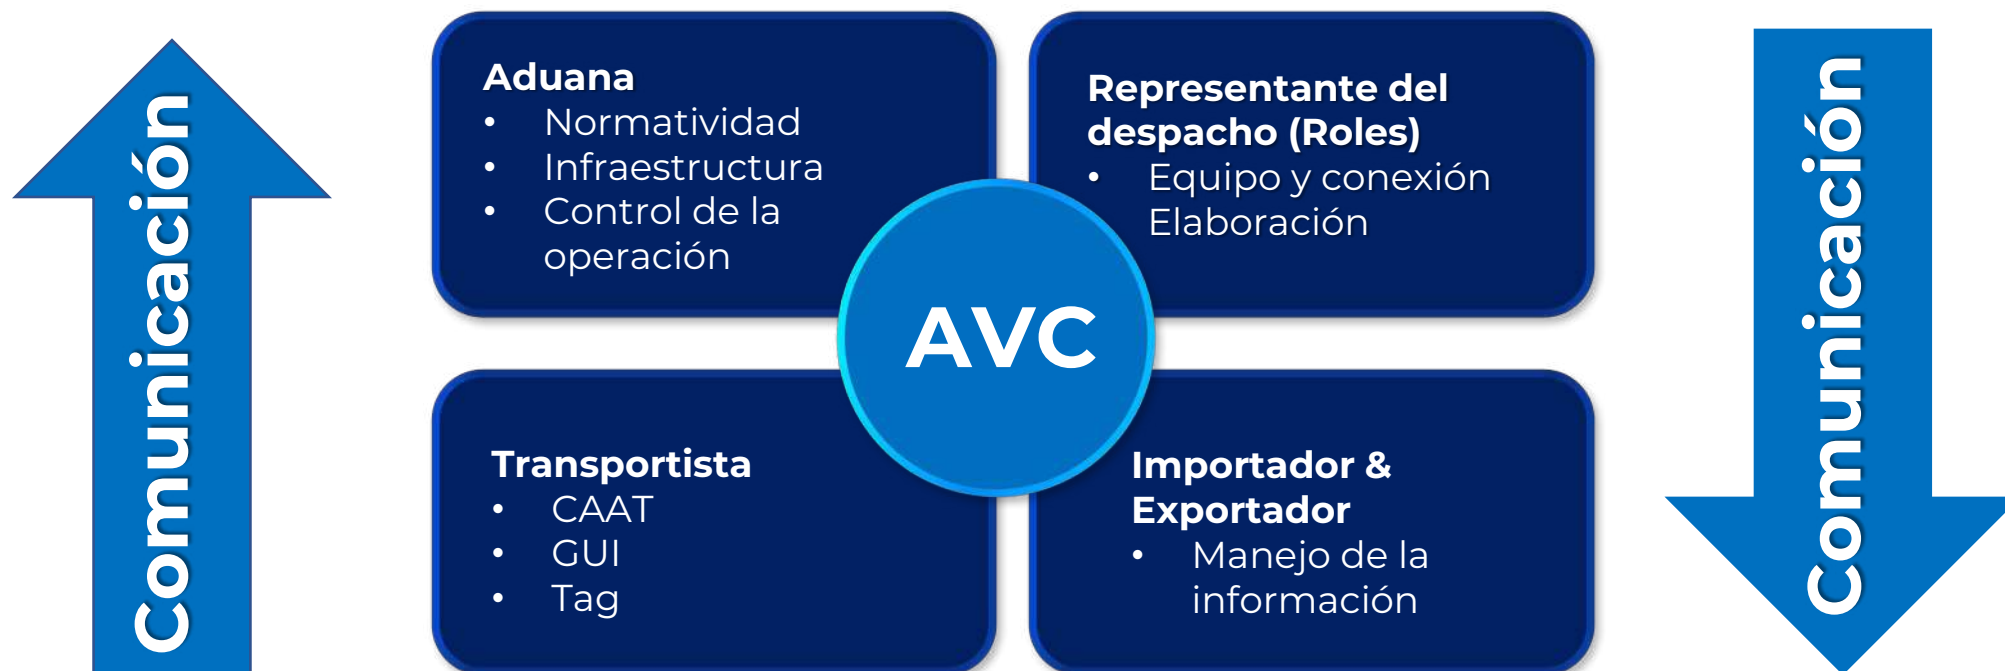 Comunicación
Aduana
• Normatividad
• Infraestructura
• Control de la
operación
Representante del
despacho (Roles)
• Equipo y conexión
Elaboración
AVC
Transportista
• CAAT
• GUI
• Tag
Importador &
Exportador
• Manejo de la
información
Comunicación